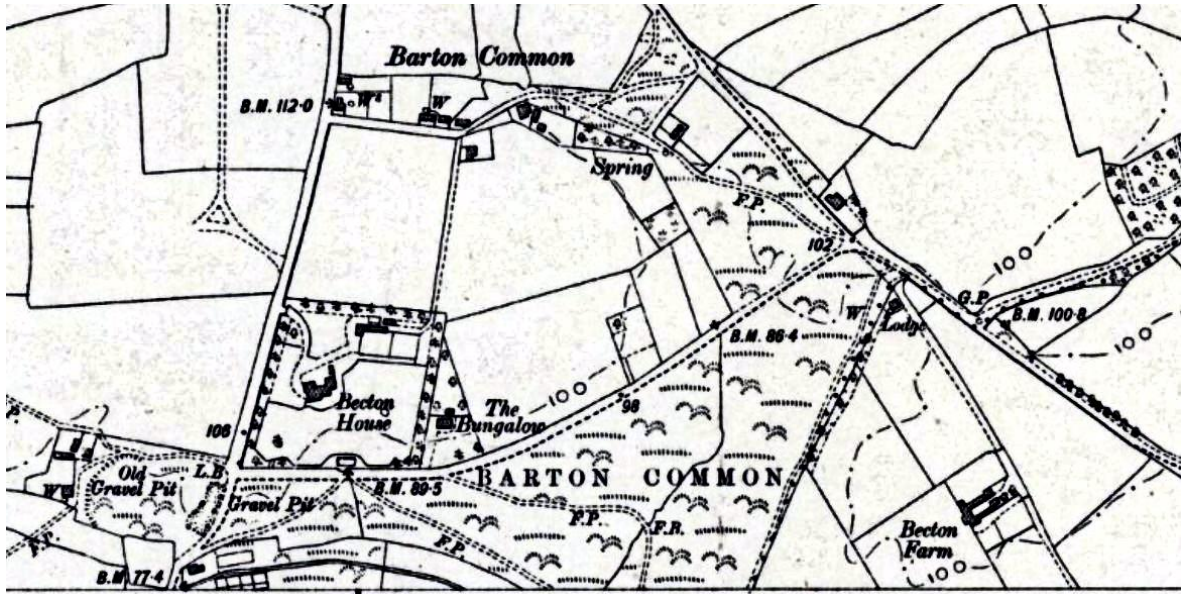 Barton Common
B.M. 112·0
Wˢ
W
Spring
F.P.
102
100
G.P.
B.M. 100·8
W
Lodge
B.M. 86·4
100
100
98
Becton
House
The
Bungalow
108
L.B.
Old
Gravel Pit
W
Gravel Pit
B.M. 89·5
BARTON COMMON
F.P.
F.B.
F.P.
F.P.
B.M. 77·4
Becton
Farm
100